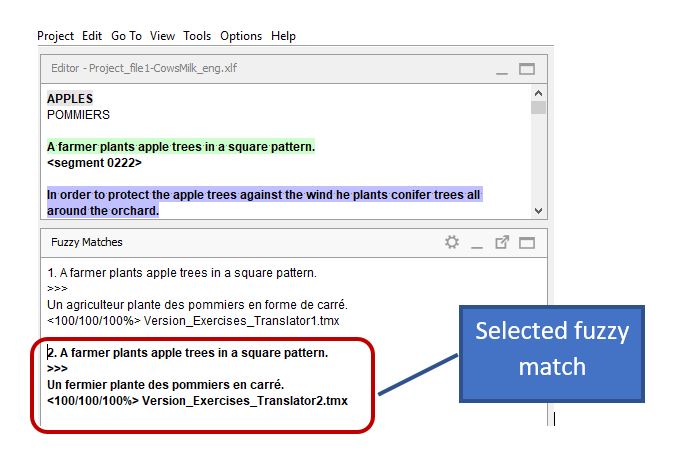 Project Edit Go To View Tools Options Help
Editor - Project_file1-CowsMilk_eng.xlf
APPLES
POMMIERS
A farmer plants apple trees in a square pattern.
<segment 0222>
In order to protect the apple trees against the wind he plants conifer trees all
around the orchard.
Fuzzy Matches
1. A farmer plants apple trees in a square pattern.
>>>
Un agriculteur plante des pommiers en forme de carré.
<100/100/100%> Version_Exercises_Translator1.tmx
2. A farmer plants apple trees in a square pattern.
>>>
Un fermier plante des pommiers en carré.
<100/100/100%> Version_Exercises_Translator2.tmx
Selected fuzzy
match